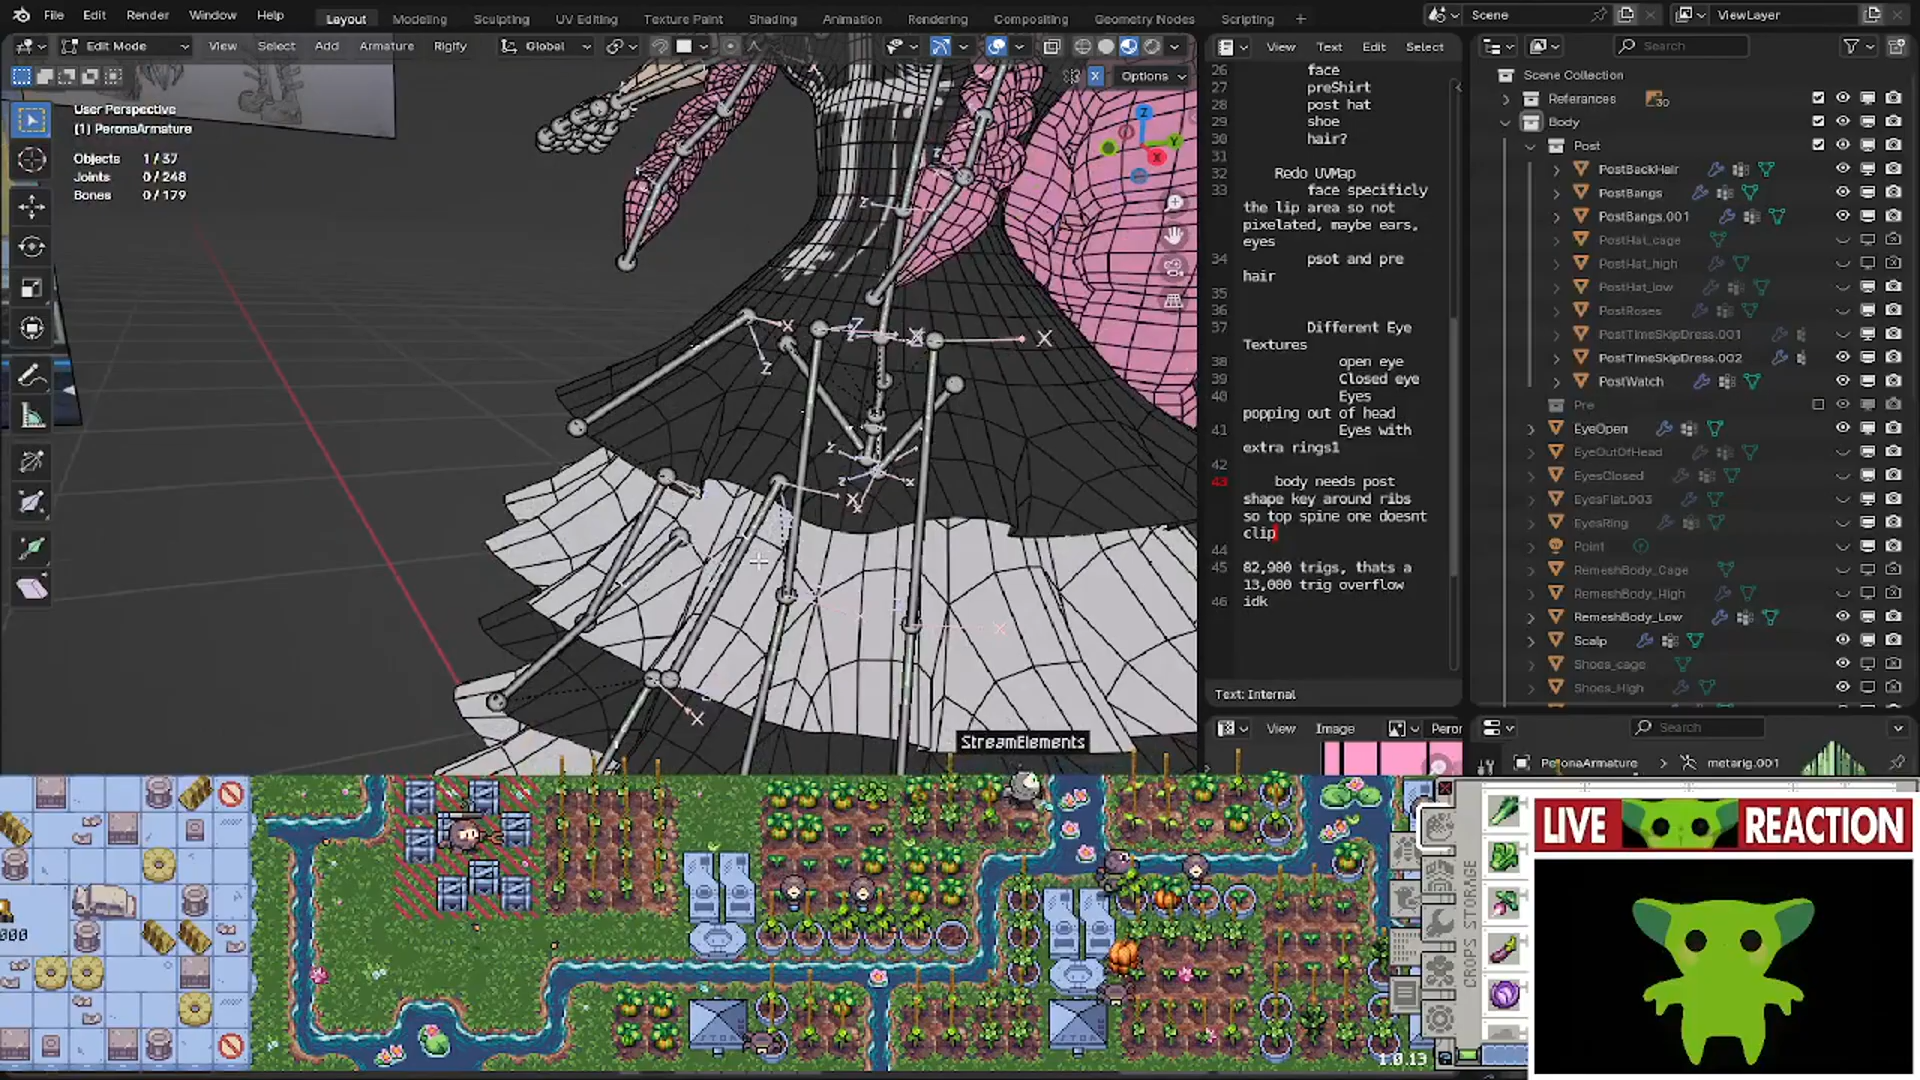 File Edit Render Window Help
Layout Modeling Sculpting UV Editing Texture Paint Shading Animation Rendering Compositing Geometry Nodes Scripting +
Scene
ViewLayer
Edit Mode
View Select Add Armature Rigify
Global
Options
User Perspective
(1) PeronaArmature
Objects 1/37
Joints 0/248
Bones 0/179
View Text Edit Select
26 face
27 preShirt
28 post hat
29 shoe
30 hair?
31
32 Redo UVMap
33 face specificly
the lip area so not
pixelated, maybe ears,
eyes
34 psot and pre
hair
35
36
37 Different Eye
Textures
38 open eye
39 Closed eye
40 Eyes
popping out of head
41 Eyes with
extra rings1
42
43 body needs post
shape key around ribs
so top spine one doesnt
clip
44
45 82,980 trigs, thats a
13,000 trig overflow
46 idk
Text: Internal
View Image
Search
Scene Collection
Referances
30
Body
Post
PostBackHair
PostBangs
PostBangs.001
PostHat_cage
PostHat_high
PostHat_low
PostRoses
PostTimeSkipDress.001
PostTimeSkipDress.002
PostWatch
Pre
EyeOpen
EyeOutOfHead
EyesClosed
EyesFlat.003
EyesRing
Point
RemeshBody_Cage
RemeshBody_High
RemeshBody_Low
Scalp
Shoes_cage
Shoes_High
Search
PeronaArmature > metarig.001
StreamElements
CROPS STORAGE
1.0.13
LIVE REACTION